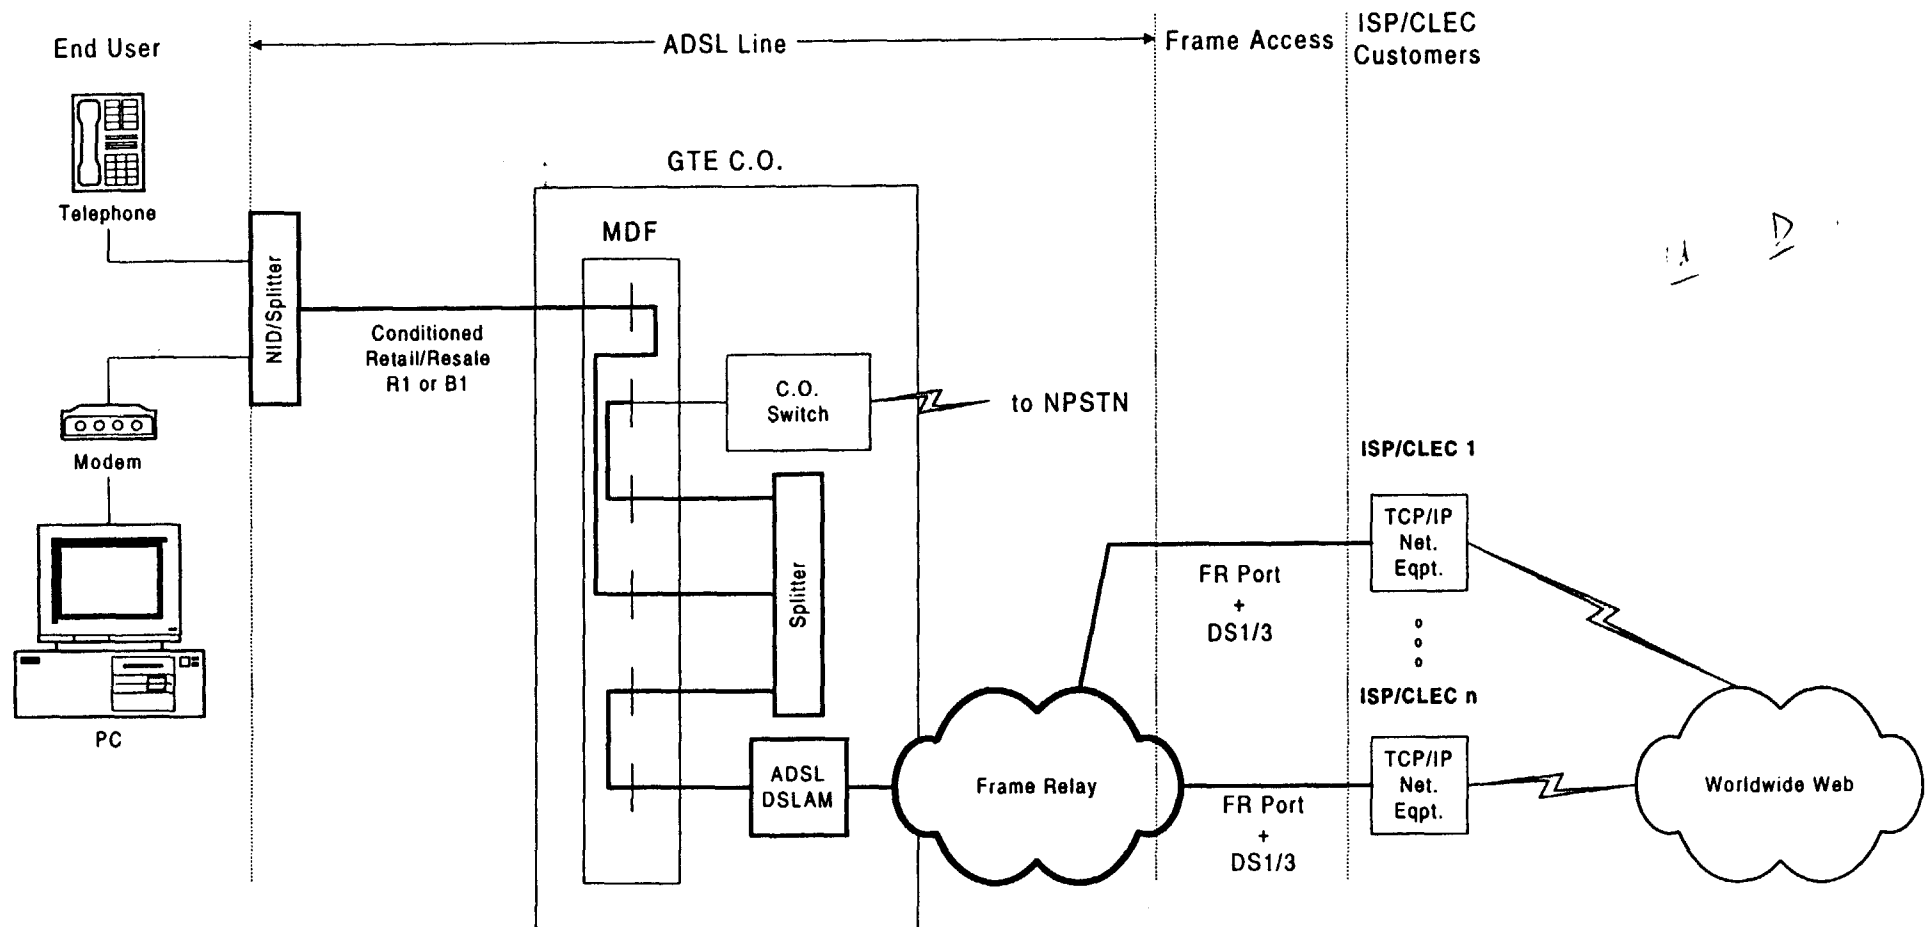 End User
ADSL Line
Frame Access
ISP/CLEC
Customers
Telephone
NID/Splitter
Modem
PC
Conditioned
Retail/Resale
R1 or B1
GTE C.O.
MDF
C.O.
Switch
to NPSTN
Splitter
ADSL
DSLAM
Frame Relay
FR Port
+
DS1/3
FR Port
+
DS1/3
ISP/CLEC 1
TCP/IP
Net.
Eqpt.
ISP/CLEC n
TCP/IP
Net.
Eqpt.
Worldwide Web
D